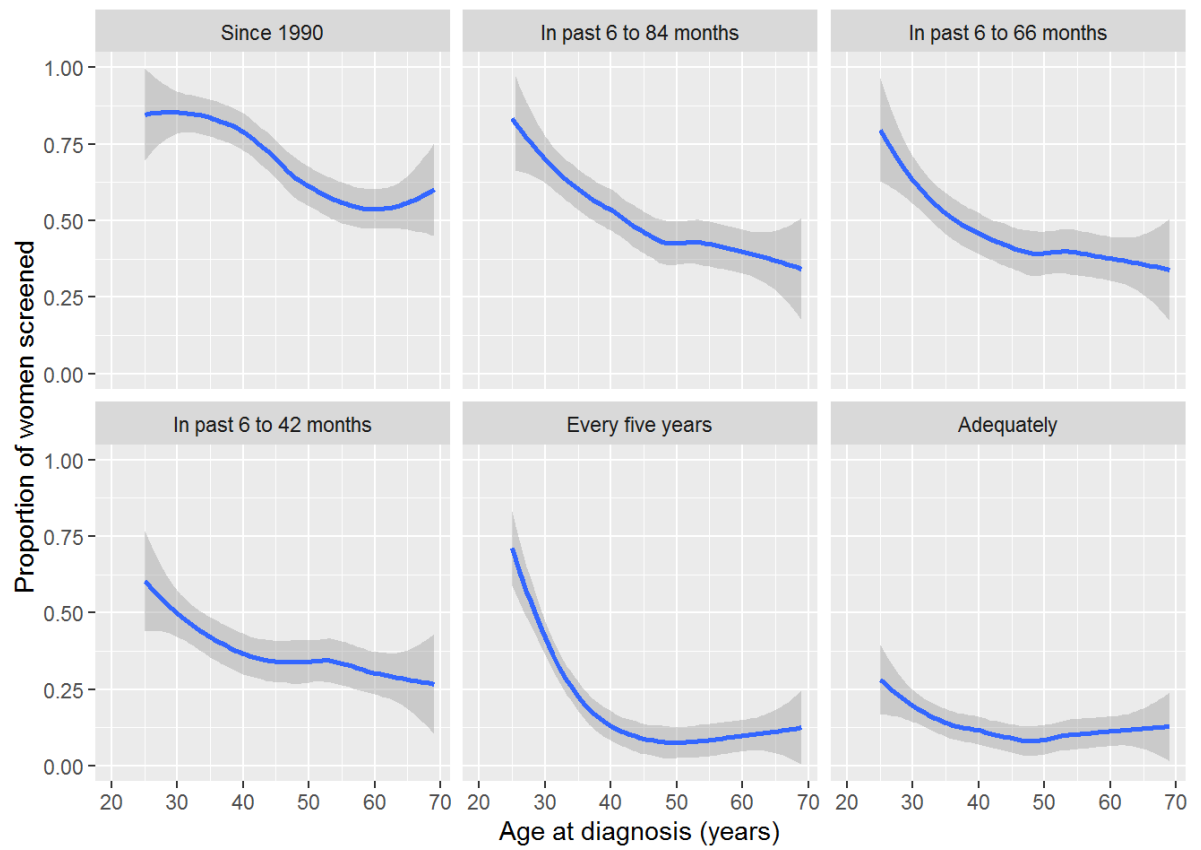 Since 1990
In past 6 to 84 months
In past 6 to 66 months
1.00
0.75
0.50
0.25
0.00
In past 6 to 42 months
Every five years
Adequately
1.00
0.75
0.50
0.25
0.00
20 30 40 50 60 70
20 30 40 50 60 70
20 30 40 50 60 70
Age at diagnosis (years)
Proportion of women screened